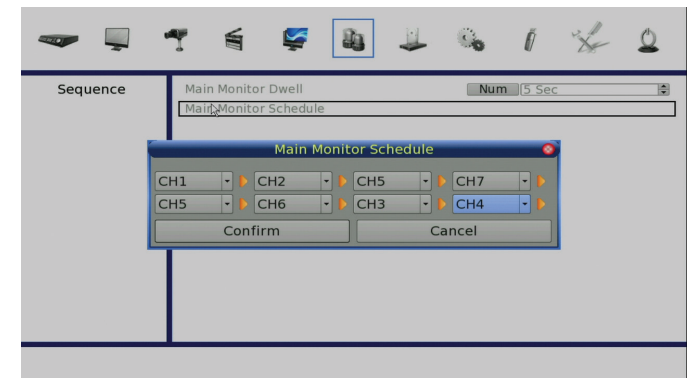 Sequence
Main Monitor Dwell Num 5 Sec
Main Monitor Schedule
Main Monitor Schedule
CH1 CH2 CH5 CH7
CH5 CH6 CH3 CH4
Confirm Cancel